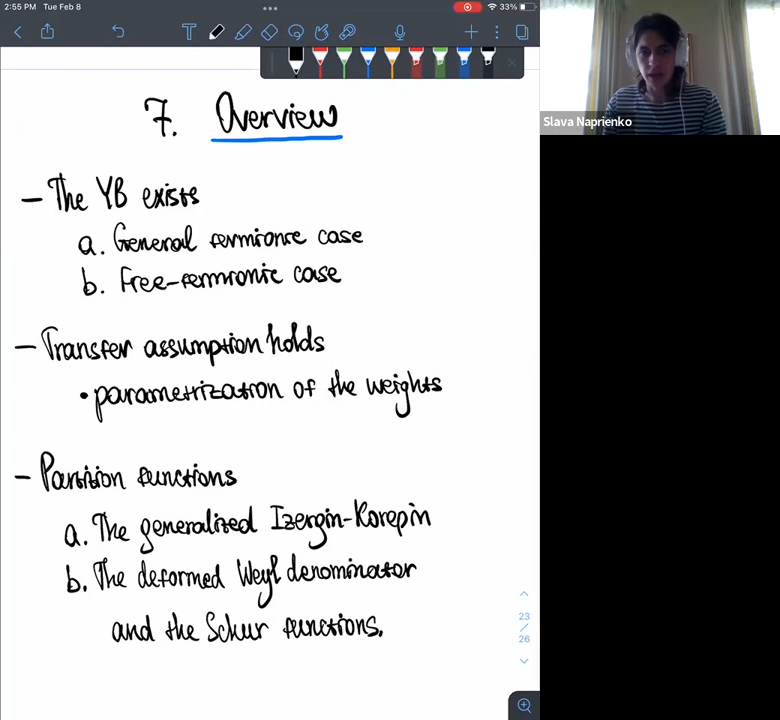 2:55 PM Tue Feb 8
33%
Slava Naprienko
7. Overview
- The YB exists
a. General fermionic case
b. Free-fermionic case
- Transfer assumption holds
• parametrization of the weights
- Partition functions
a. The generalized Izergin-Korepin
b. The deformed Weyl denominator
and the Schur functions.
23
/
26